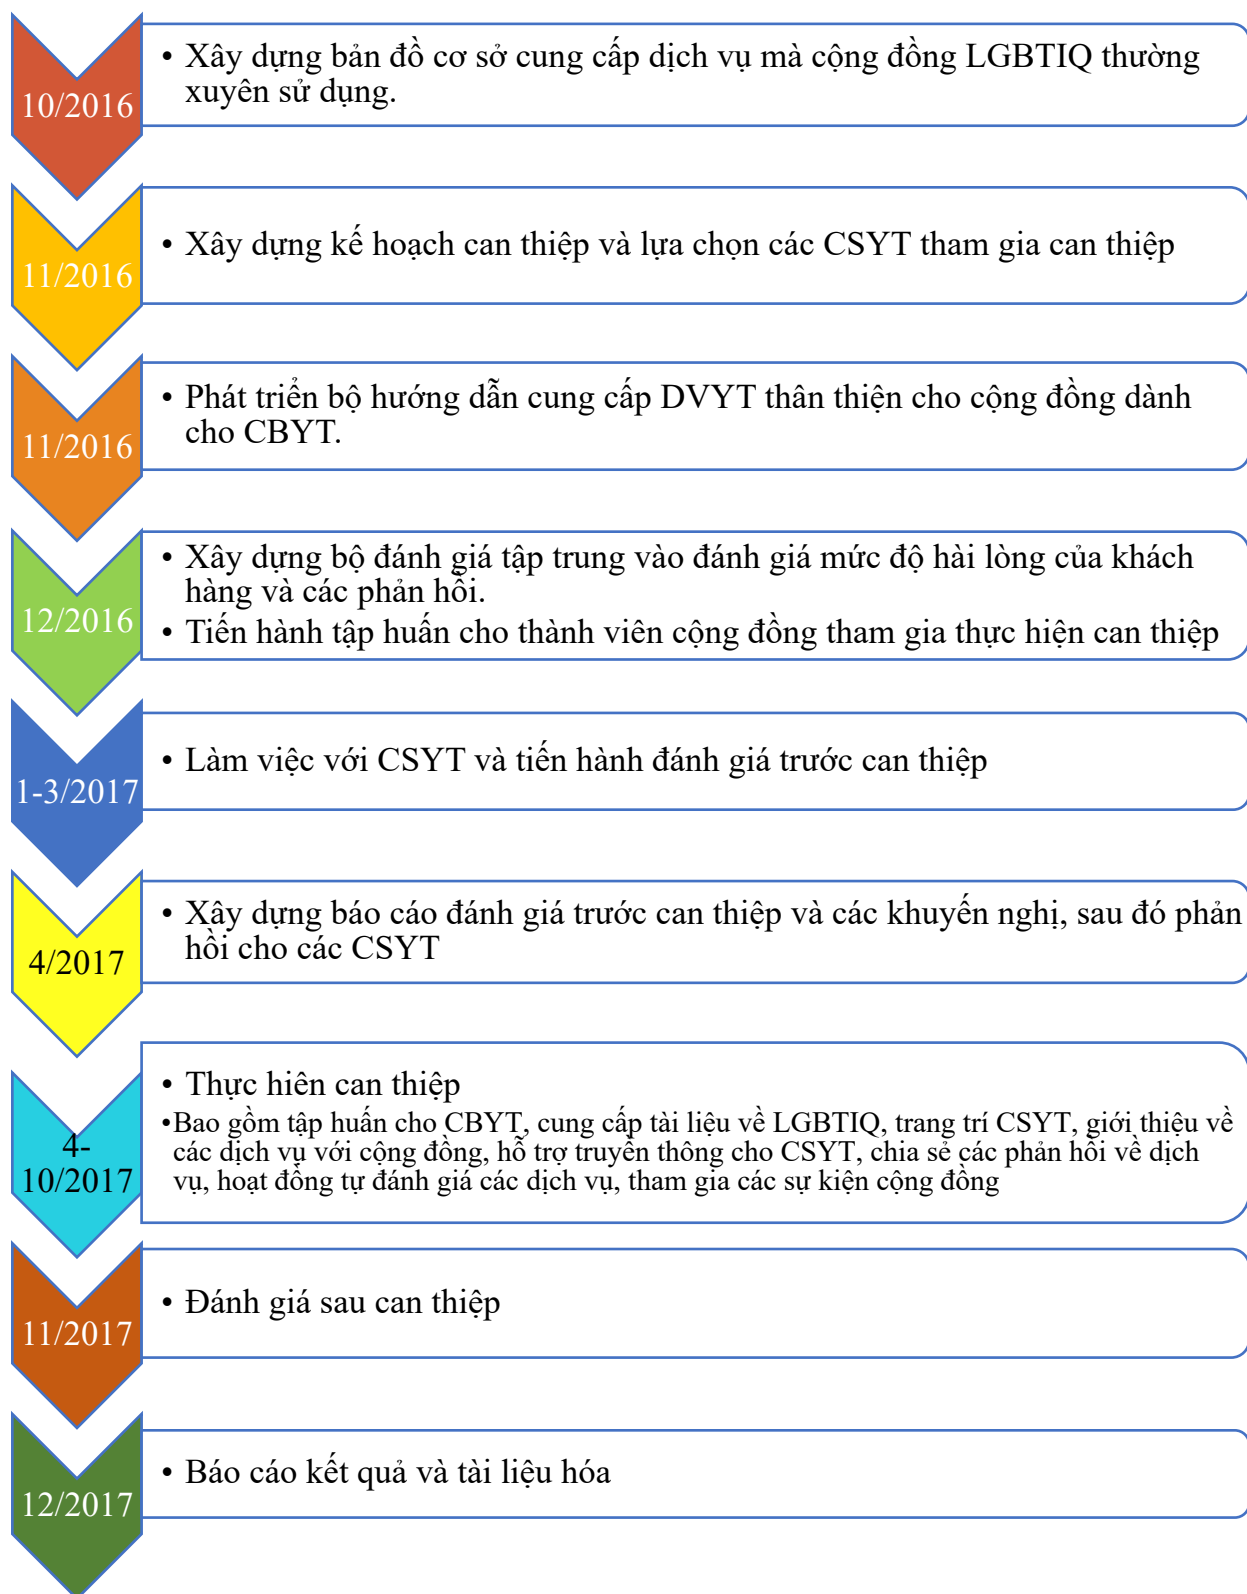 10/2016
• Xây dựng bản đồ cơ sở cung cấp dịch vụ mà cộng đồng LGBTIQ thường
xuyên sử dụng.
11/2016
• Xây dựng kế hoạch can thiệp và lựa chọn các CSYT tham gia can thiệp
11/2016
• Phát triển bộ hướng dẫn cung cấp DVYT thân thiện cho cộng đồng dành
cho CBYT.
12/2016
• Xây dựng bộ đánh giá tập trung vào đánh giá mức độ hài lòng của khách
hàng và các phản hồi.
• Tiến hành tập huấn cho thành viên cộng đồng tham gia thực hiện can thiệp
1-3/2017
• Làm việc với CSYT và tiến hành đánh giá trước can thiệp
4/2017
• Xây dựng báo cáo đánh giá trước can thiệp và các khuyến nghị, sau đó phản
hồi cho các CSYT
4-
10/2017
• Thực hiên can thiệp
•Bao gồm tập huấn cho CBYT, cung cấp tài liệu về LGBTIQ, trang trí CSYT, giới thiệu về
các dịch vụ với cộng đồng, hỗ trợ truyền thông cho CSYT, chia sẻ các phản hồi về dịch
vụ, hoạt đồng tự đánh giá các dịch vụ, tham gia các sự kiện cộng đồng
11/2017
• Đánh giá sau can thiệp
12/2017
• Báo cáo kết quả và tài liệu hóa